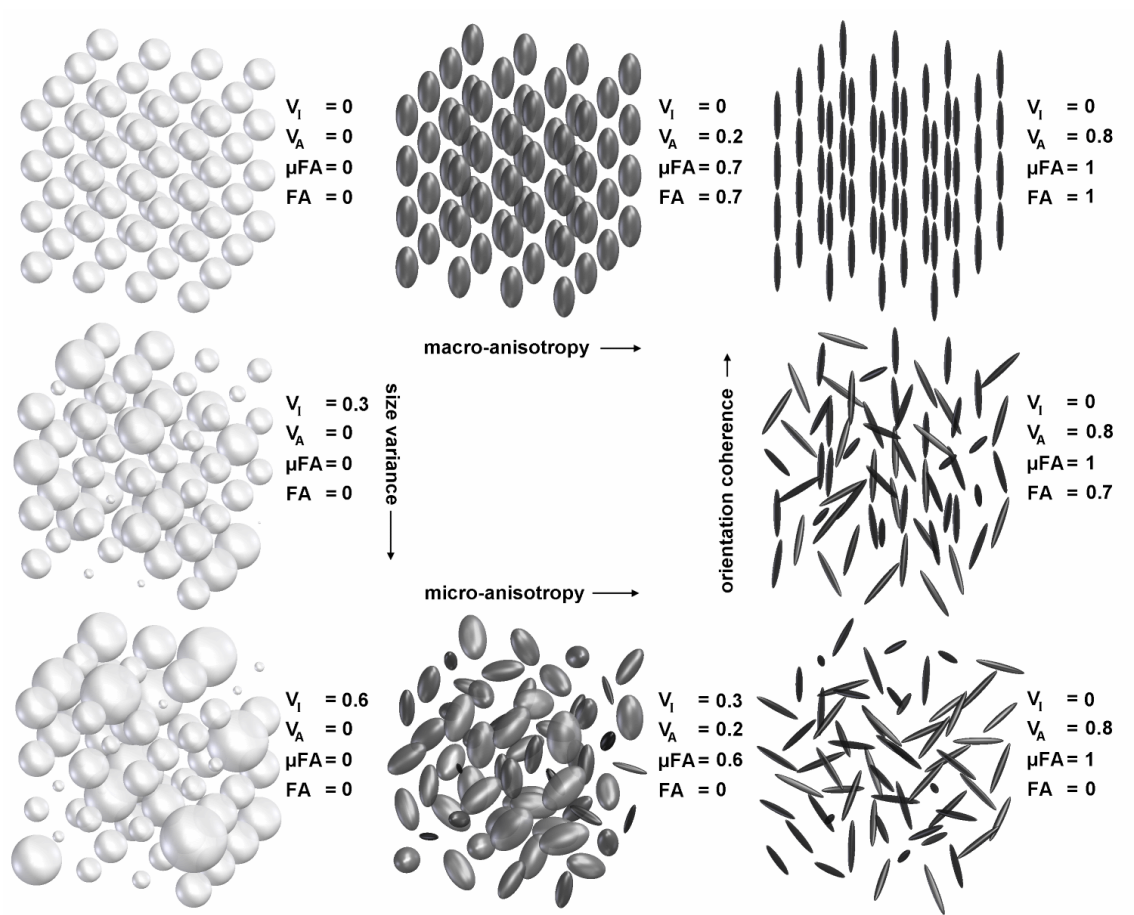 V_I = 0
V_A = 0
µFA = 0
FA = 0
V_I = 0
V_A = 0.2
µFA = 0.7
FA = 0.7
V_I = 0
V_A = 0.8
µFA = 1
FA = 1
macro-anisotropy
V_I = 0.3
V_A = 0
µFA = 0
FA = 0
size variance
orientation coherence
V_I = 0
V_A = 0.8
µFA = 1
FA = 0.7
micro-anisotropy
V_I = 0.6
V_A = 0
µFA = 0
FA = 0
V_I = 0.3
V_A = 0.2
µFA = 0.6
FA = 0
V_I = 0
V_A = 0.8
µFA = 1
FA = 0